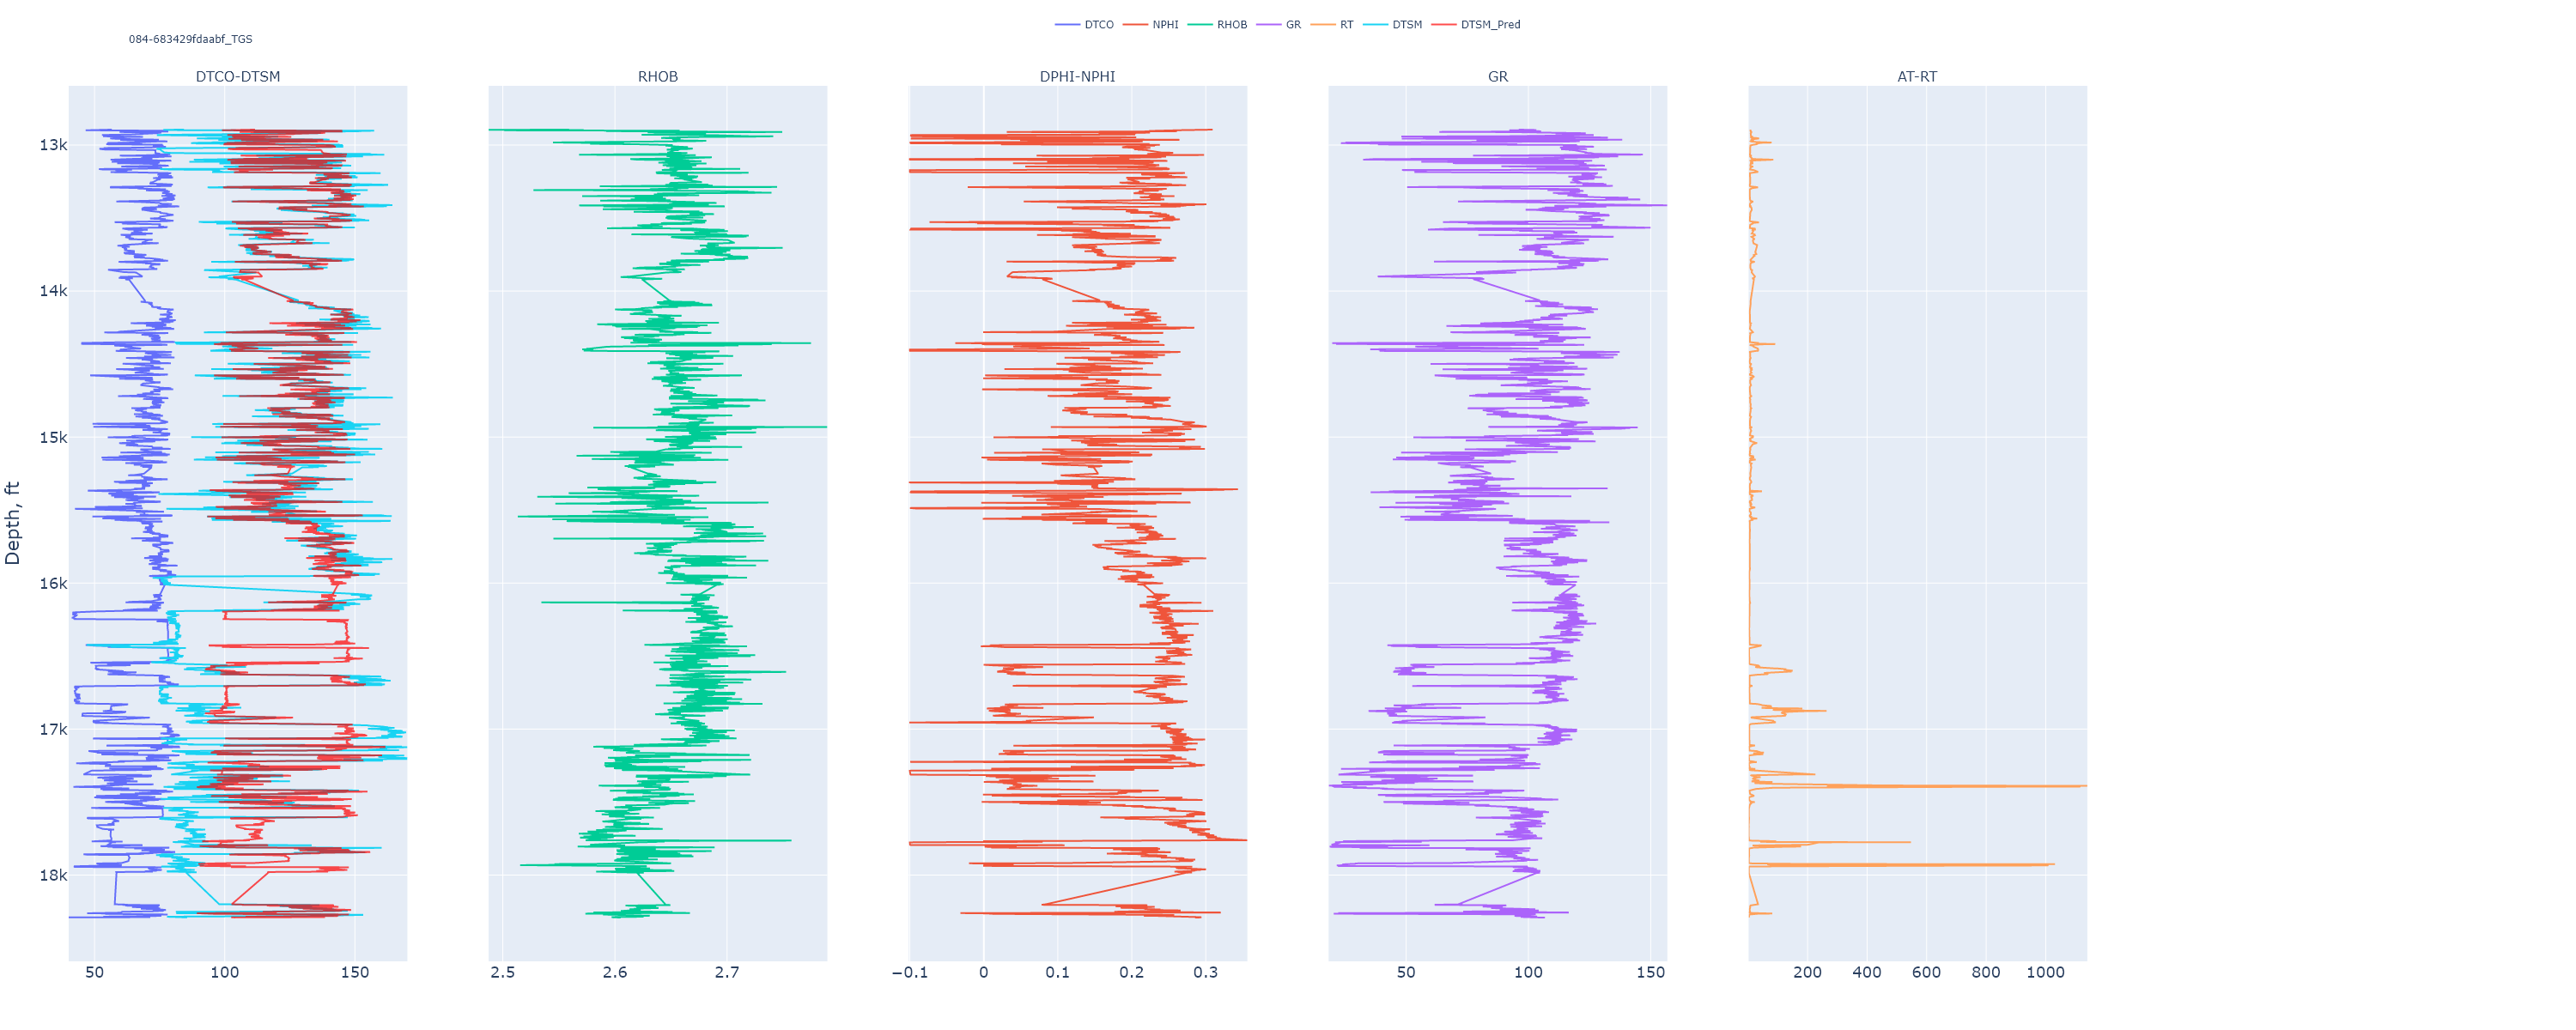 DTCO NPHI RHOB GR RT DTSM DTSM_Pred
084-683429fdaabf_TGS
DTCO-DTSM RHOB DPHI-NPHI GR AT-RT
13k
14k
15k
Depth, ft
16k
17k
18k
50 100 150 2.5 2.6 2.7 −0.1 0 0.1 0.2 0.3 50 100 150 200 400 600 800 1000